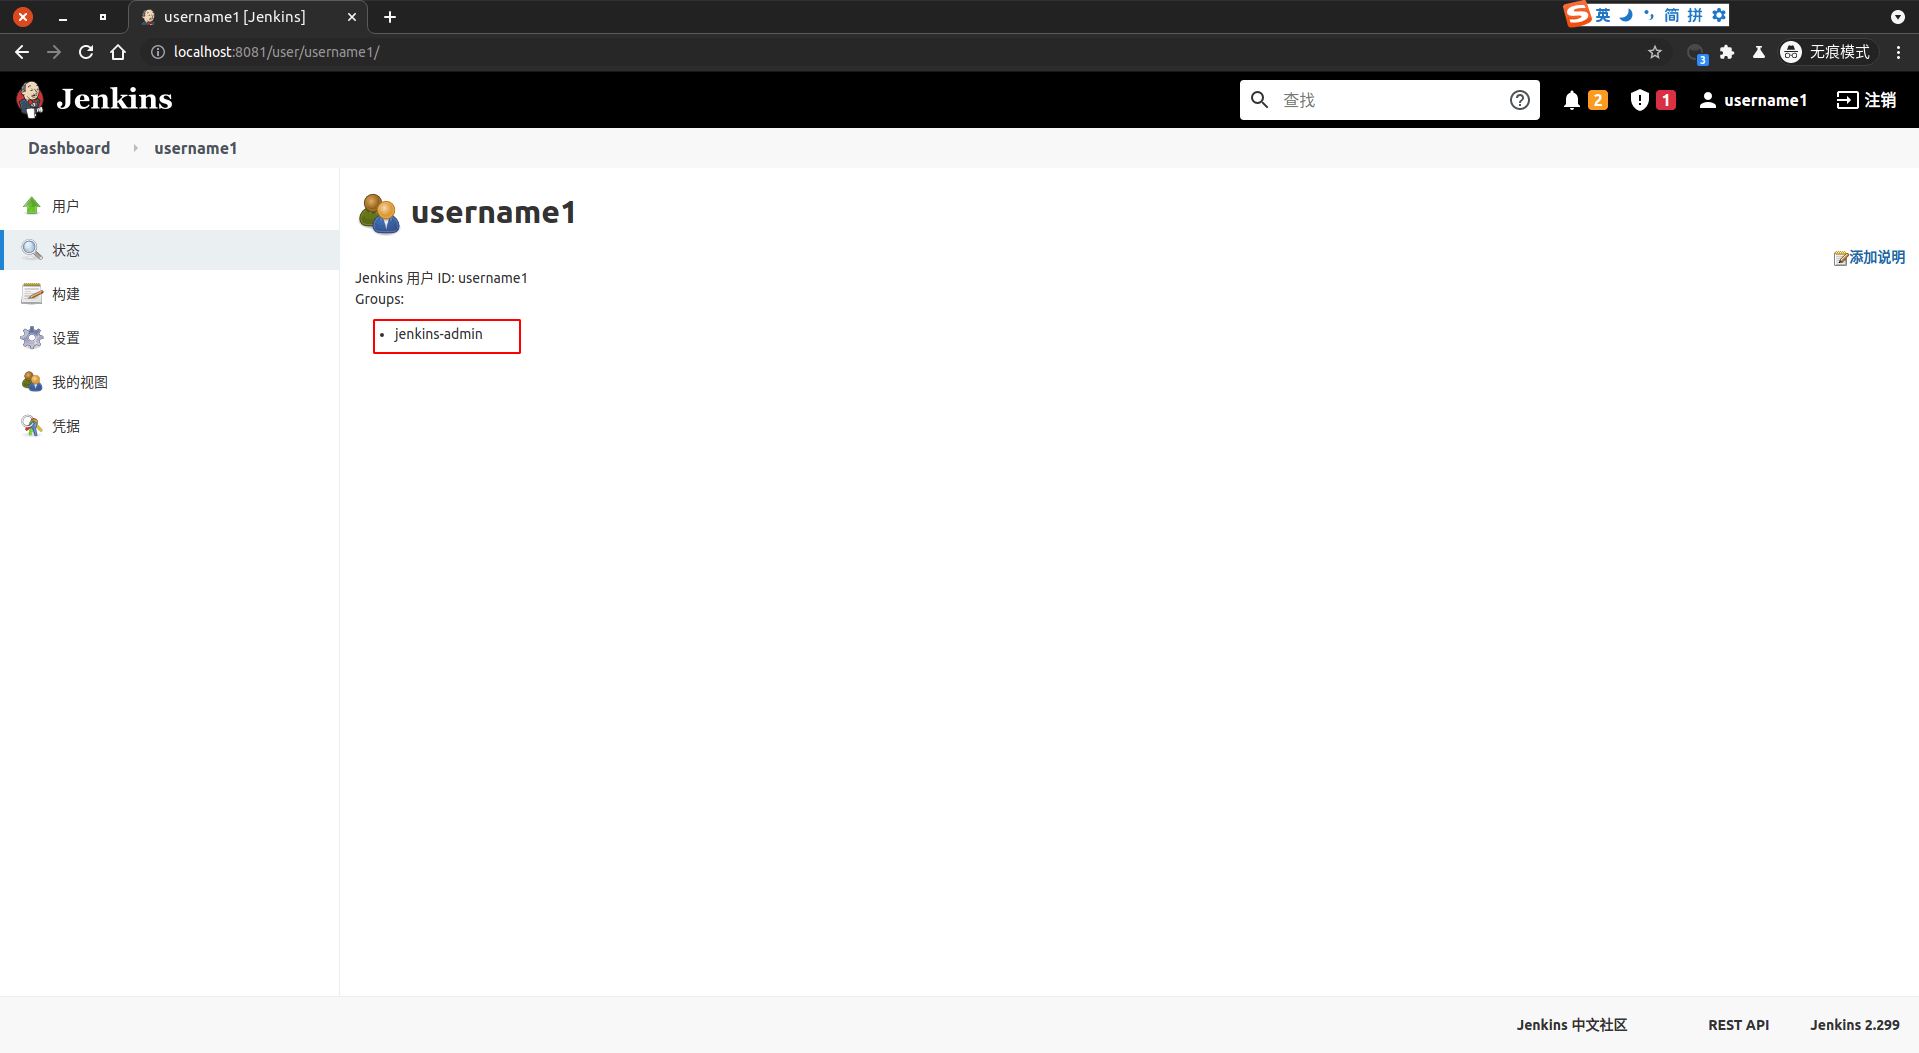 username1 [Jenkins]
英 简 拼
localhost:8081/user/username1/
3
无痕模式
Jenkins
查找
2
1
username1
注销
Dashboard
username1
用户
状态
构建
设置
我的视图
凭据
username1
添加说明
Jenkins 用户 ID: username1
Groups:
jenkins-admin
Jenkins 中文社区
REST API
Jenkins 2.299